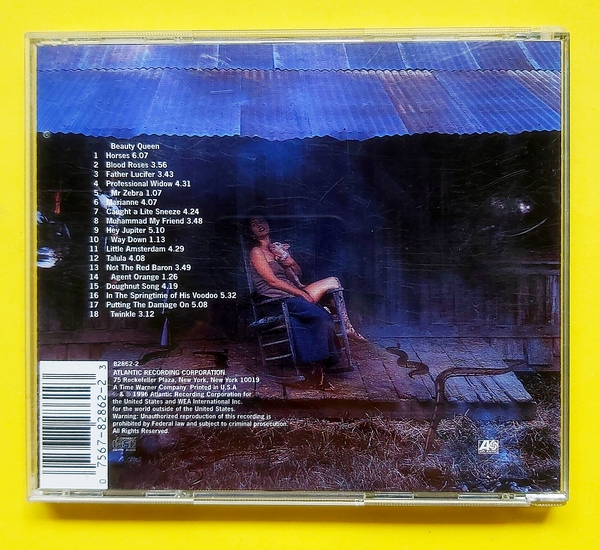 Beauty Queen
1 Horses 6.07
2 Blood Roses 3.56
3 Father Lucifer 3.43
4 Professional Widow 4.31
5 Mr Zebra 1.07
6 Marianne 4.07
7 Caught a Lite Sneeze 4.24
8 Muhammad My Friend 3.48
9 Hey Jupiter 5.10
10 Way Down 1.13
11 Little Amsterdam 4.29
12 Talula 4.08
13 Not The Red Baron 3.49
14 Agent Orange 1.26
15 Doughnut Song 4.19
16 In The Springtime of His Voodoo 5.32
17 Putting The Damage On 5.08
18 Twinkle 3.12
82862-2
ATLANTIC RECORDING CORPORATION
75 Rockefeller Plaza, New York, New York 10019
A Time Warner Company. Printed in U.S.A
& ℗ 1996 Atlantic Recording Corporation for
the United States and WEA International Inc.
for the world outside of the United States.
Warning: Unauthorized reproduction of this recording is
prohibited by Federal law and subject to criminal prosecution.
All Rights Reserved
0 7567-82862-2 3